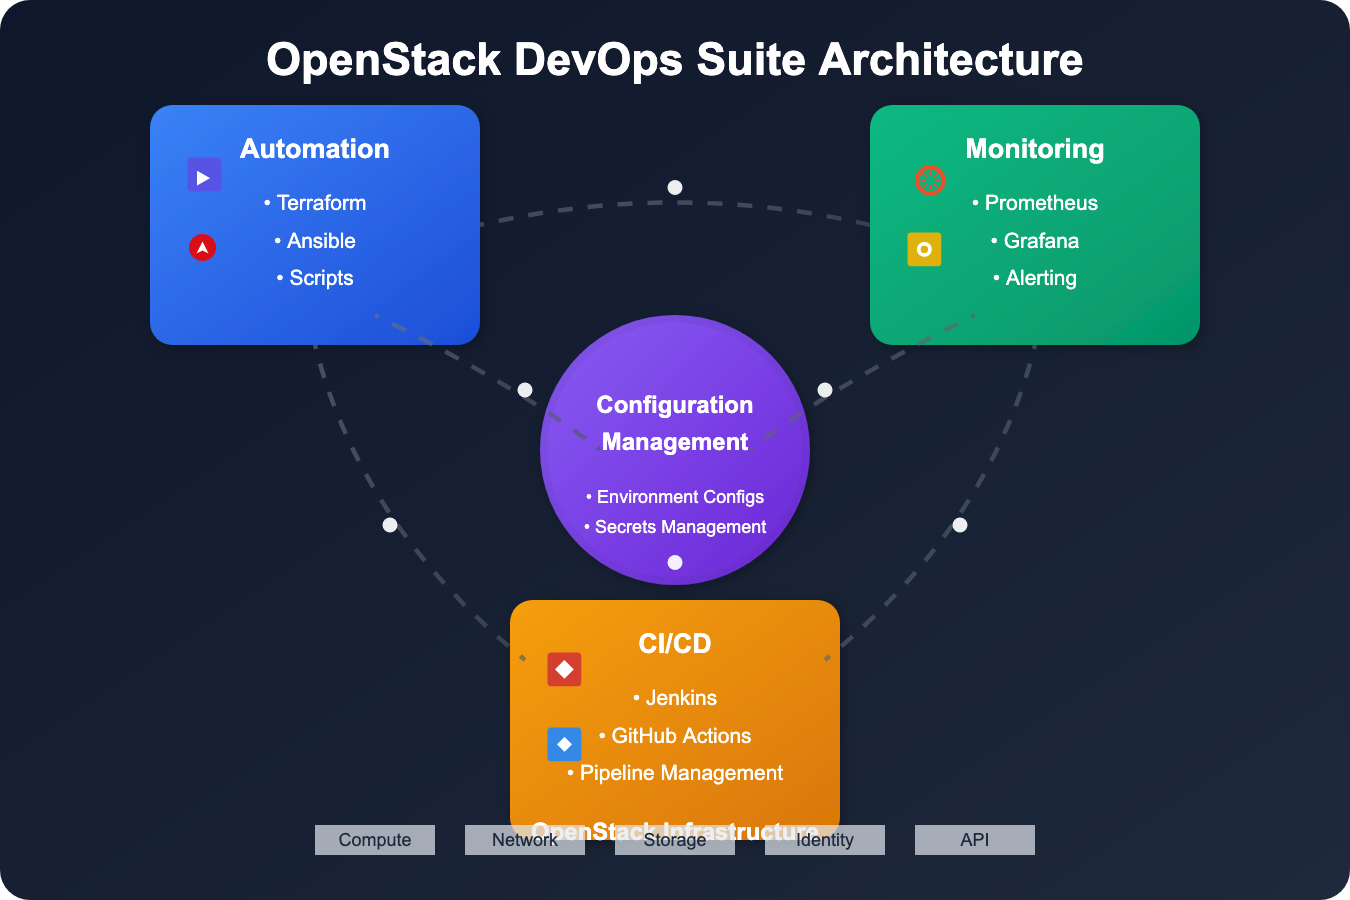 OpenStack DevOps Suite Architecture
Automation
• Terraform
• Ansible
• Scripts
Monitoring
• Prometheus
• Grafana
• Alerting
Configuration
Management
• Environment Configs
• Secrets Management
CI/CD
• Jenkins
• GitHub Actions
• Pipeline Management
OpenStack Infrastructure
Compute
Network
Storage
Identity
API